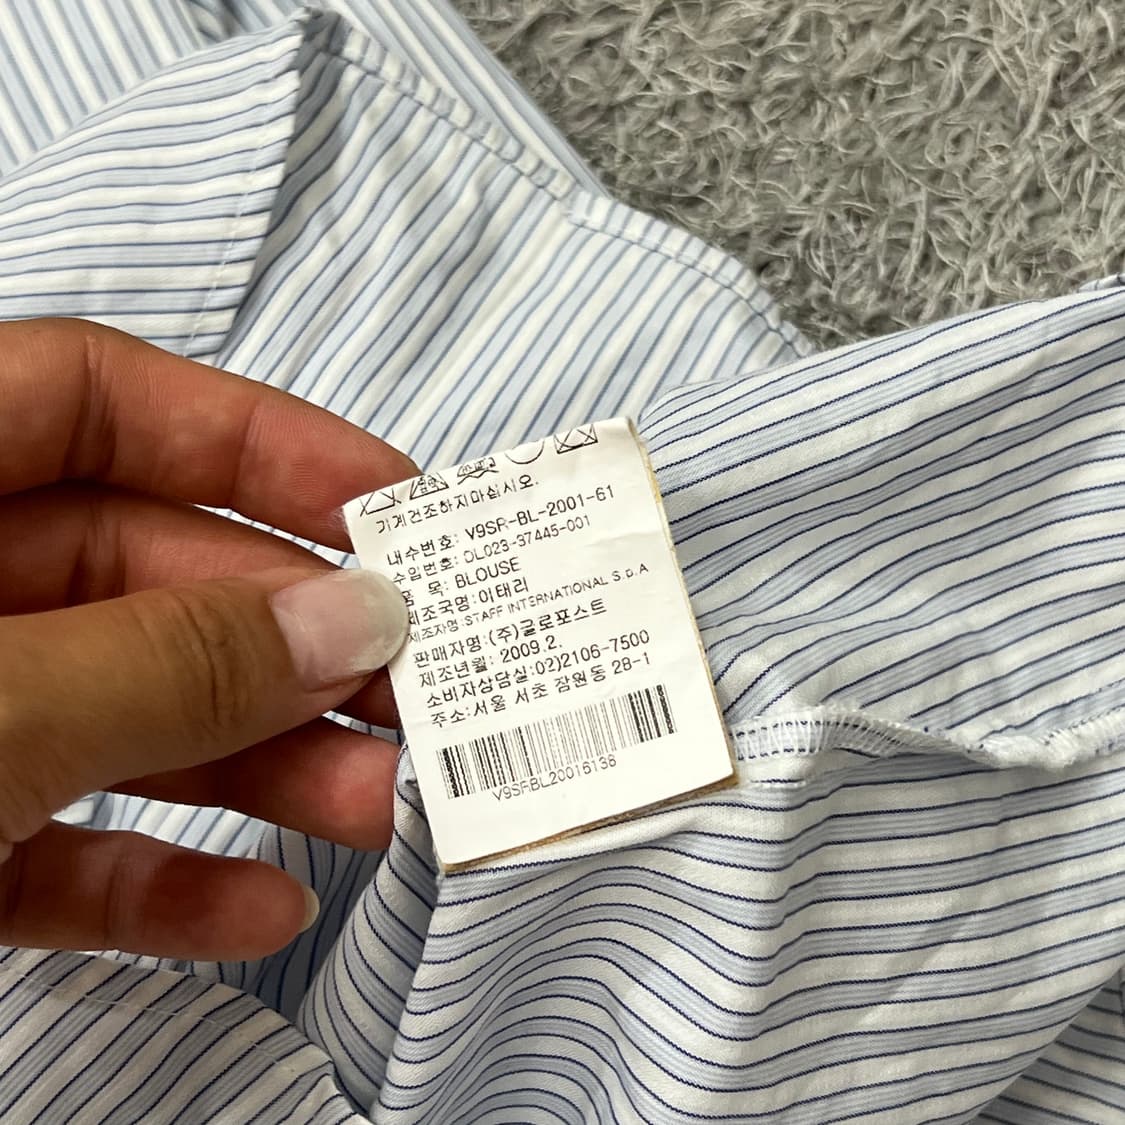 기계건조하지마십시오.
내수번호: V9SR-BL-2001-61
수입번호: DL023-37445-001
품 목: BLOUSE
제조국명:이태리
제조자명:STAFF INTERNATIONAL S.p.A
판매자명:(주)글로포스트
제조년월: 2009.2.
소비자상담실:02)2106-7500
주소:서울 서초 잠원동 28-1
V9SRBL20016136